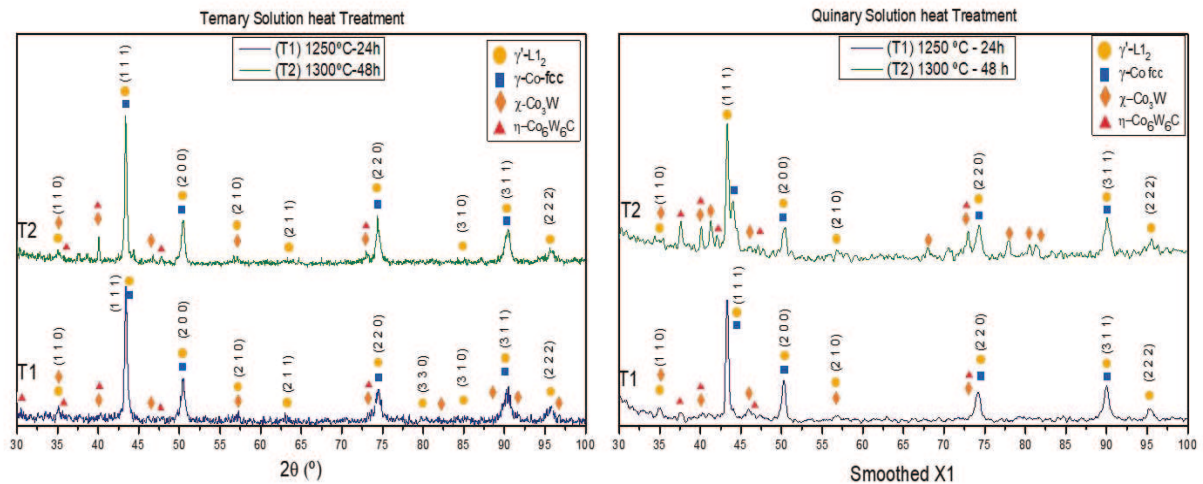 Ternary Solution heat Treatment
(T1) 1250ºC-24h
(T2) 1300ºC-48h
γ'-L1₂
γ-Co-fcc
χ-Co₃W
η-Co₆W₆C
T2
(1 1 0)
(1 1 1)
(2 0 0)
(2 1 0)
(2 1 1)
(2 2 0)
(3 1 0)
(3 1 1)
(2 2 2)
T1
(1 1 0)
(1 1 1)
(2 0 0)
(2 1 0)
(2 1 1)
(2 2 0)
(3 3 0)
(3 1 0)
(3 1 1)
(2 2 2)
30 35 40 45 50 55 60 65 70 75 80 85 90 95 100
2θ (º)
Quinary Solution heat Treatment
(T1) 1250 ºC - 24h
(T2) 1300 ºC - 48 h
γ'-L1₂
γ-Co fcc
χ-Co₃W
η-Co₆W₆C
T2
(1 1 0)
(1 1 1)
(2 0 0)
(2 1 0)
(2 2 0)
(3 1 1)
(2 2 2)
T1
(1 1 0)
(1 1 1)
(2 0 0)
(2 1 0)
(2 2 0)
(3 1 1)
(2 2 2)
30 35 40 45 50 55 60 65 70 75 80 85 90 95 100
Smoothed X1